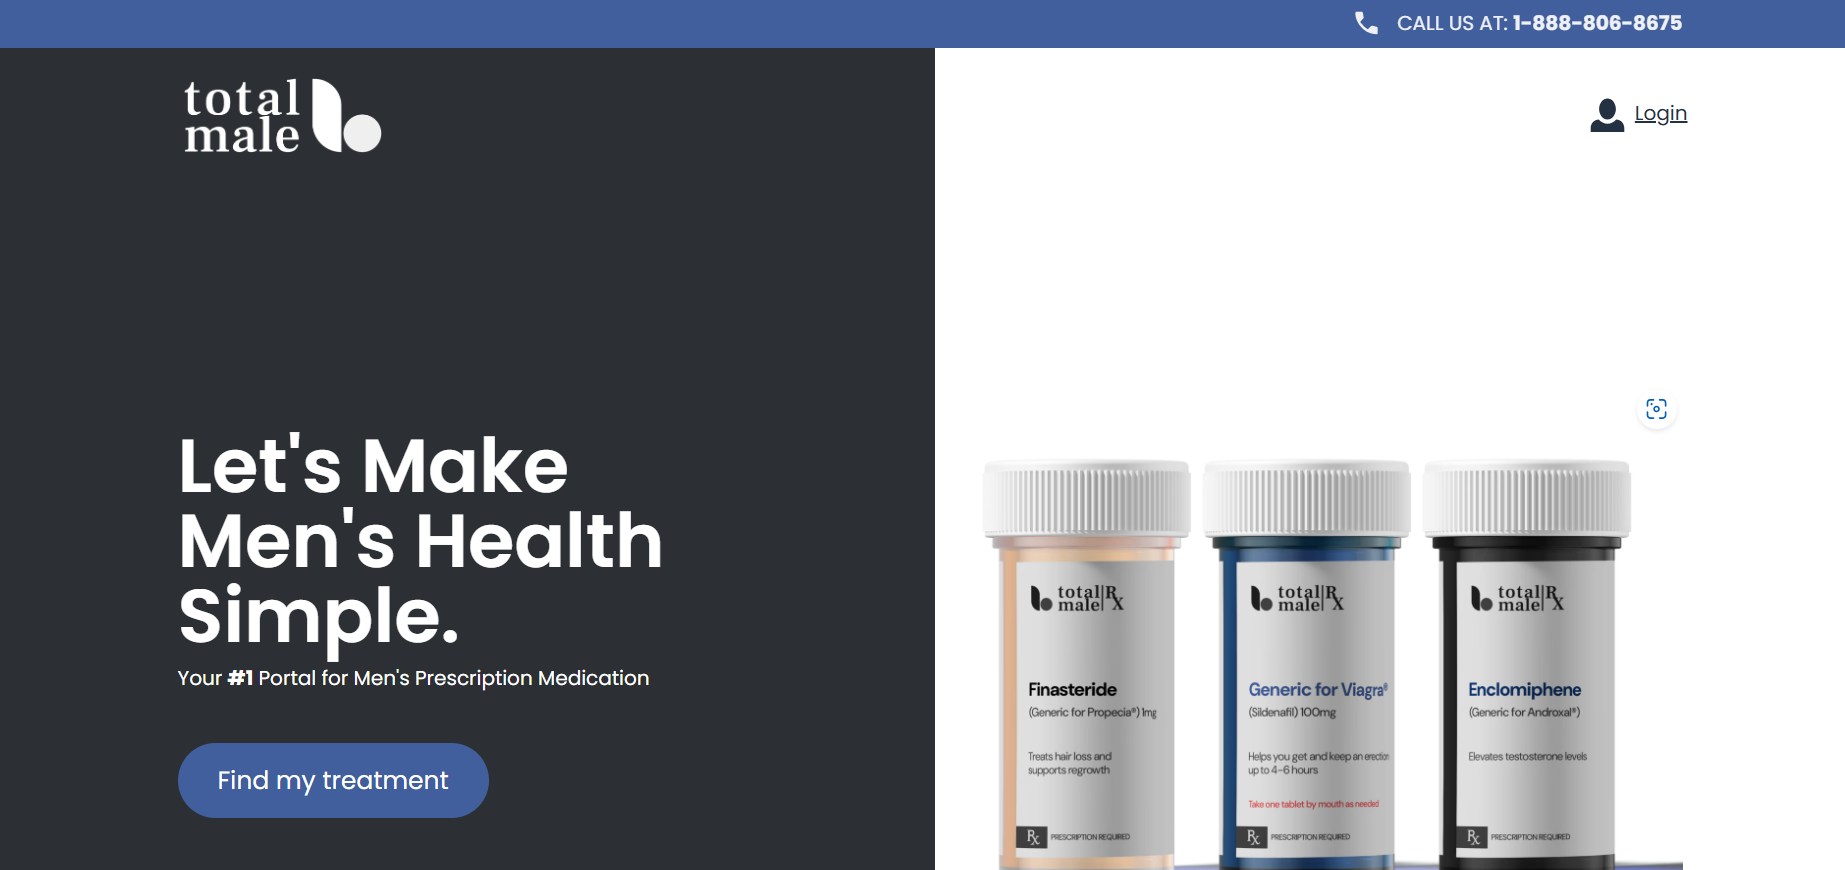 CALL US AT: 1-888-806-8675
total
male
Login
Let's Make
Men's Health
Simple.
Your #1 Portal for Men's Prescription Medication
Find my treatment
total|Rx
male
Finasteride
(Generic for Propecia®) 1mg
Treats hair loss and
supports regrowth
Rx PRESCRIPTION REQUIRED
total|Rx
male
Generic for Viagra®
(Sildenafil) 100mg
Helps you get and keep an erection
up to 4-6 hours
Take one tablet by mouth as needed
Rx PRESCRIPTION REQUIRED
total|Rx
male
Enclomiphene
(Generic for Androxal®)
Elevates testosterone levels
Rx PRESCRIPTION REQUIRED